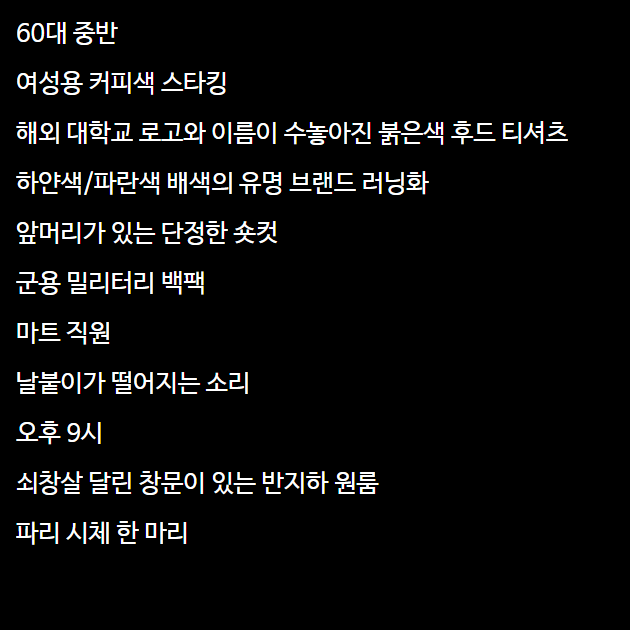 60대 중반
여성용 커피색 스타킹
해외 대학교 로고와 이름이 수놓아진 붉은색 후드 티셔츠
하얀색/파란색 배색의 유명 브랜드 러닝화
앞머리가 있는 단정한 숏컷
군용 밀리터리 백팩
마트 직원
날붙이가 떨어지는 소리
오후 9시
쇠창살 달린 창문이 있는 반지하 원룸
파리 시체 한 마리